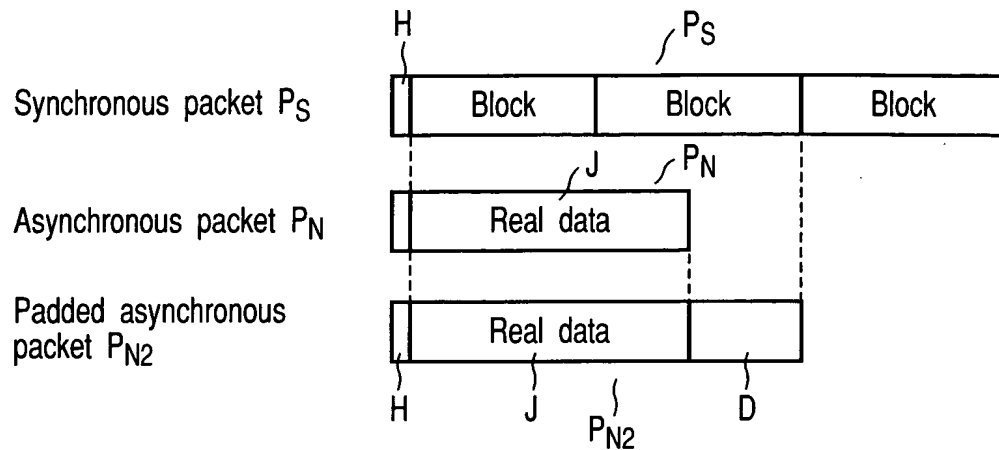 H
P_S
Synchronous packet P_S
Block Block Block
J
P_N
Asynchronous packet P_N
Real data
Padded asynchronous
packet P_N2
Real data
H J P_N2 D